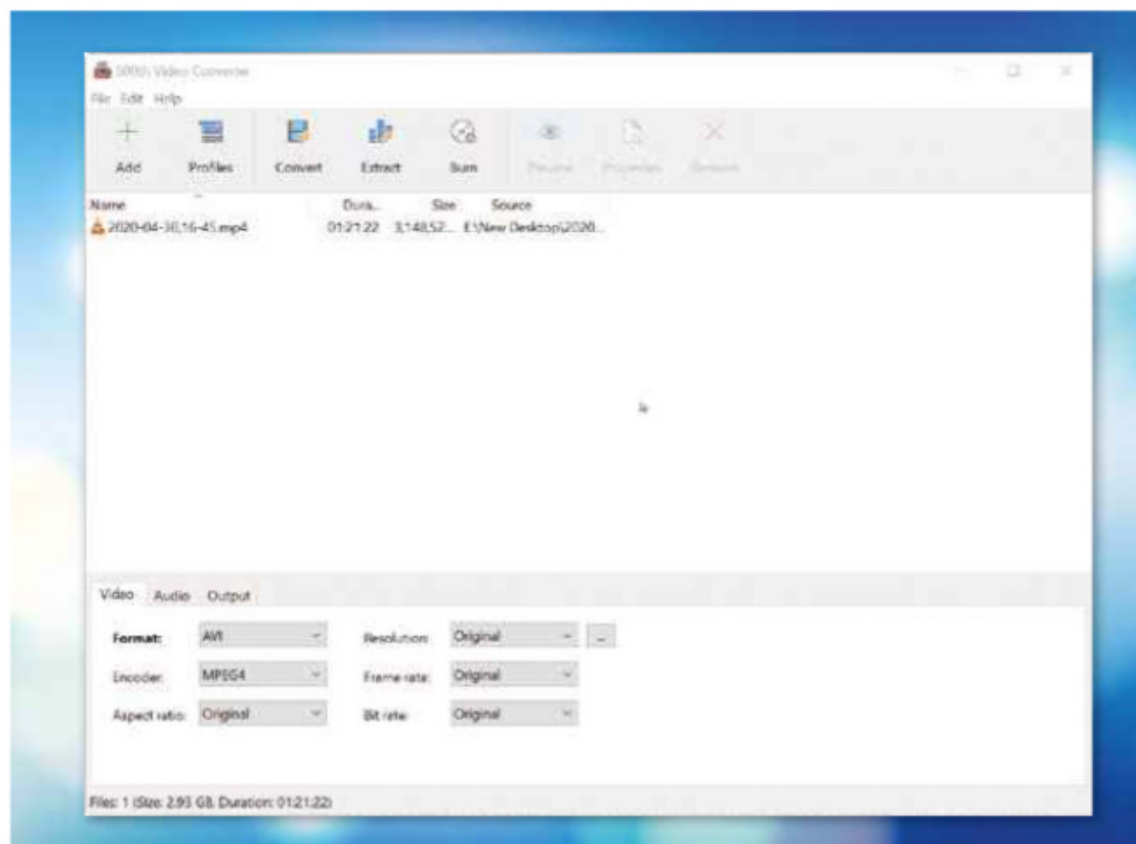 Video Converter
File Edit Help
Add Profiles Convert Extract Burn Preview Properties Remove
Name Dura... Size Source
2020-04-30,16-45.mp4 01:21:22 3,148,52... E:\New Desktop\2020...
Video Audio Output
Format: AVI Resolution: Original ...
Encoder: MPEG4 Frame rate: Original
Aspect ratio: Original Bit rate: Original
Files: 1 (Size: 2.93 GB, Duration: 01:21:22)